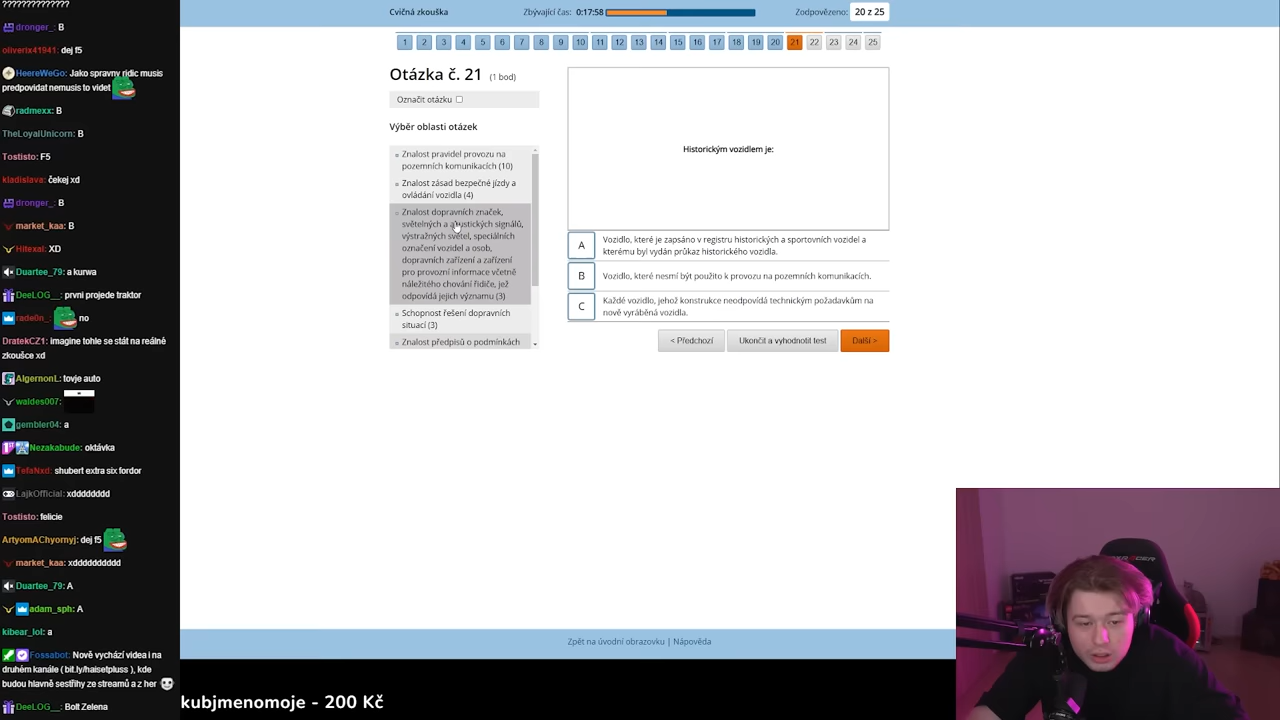 ??????????????
dronger_: B
oliverix41941: dej f5
HeereWeGo: Jako spravny ridic musis
predpovidat nemusis to videt
radmexx: B
TheLoyalUnicorn: B
Tostisto: F5
kladislava: čekej xd
dronger_: B
market_kaa: B
Hitexal: XD
Duartee_79: a kurwa
DeeLOG__: prvni projede traktor
rade0n_: no
DratekCZ1: imagine tohle se stát na reálné
zkoušce xd
AlgernonL: tovje auto
waldes007:
gembler04: a
Nezakabude: oktávka
TefaNxd: shubert extra six fordor
LajkOfficial: xdddddddd
Tostisto: felicie
ArtyomAChyornyj: dej f5
market_kaa: xdddddddddd
Duartee_79: A
adam_sph: A
kibear_lol: a
Fossabot: Nově vychází videa i na
druhém kanále ( bit.ly/haisetpluss ), kde
budou hlavně sestřihy ze streamů a z her
DeeLOG__: Bolt Zelena
Cvičná zkouška
Zbývající čas: 0:17:58
Zodpovězeno: 20 z 25
1 2 3 4 5 6 7 8 9 10 11 12 13 14 15 16 17 18 19 20 21 22 23 24 25
Otázka č. 21 (1 bod)
Označit otázku
Výběr oblasti otázek
Znalost pravidel provozu na
pozemních komunikacích (10)
Znalost zásad bezpečné jízdy a
ovládání vozidla (4)
Znalost dopravních značek,
světelných a akustických signálů,
výstražných světel, speciálních
označení vozidel a osob,
dopravních zařízení a zařízení
pro provozní informace včetně
náležitého chování řidiče, jež
odpovídá jejich významu (3)
Schopnost řešení dopravních
situací (3)
Znalost předpisů o podmínkách
Historickým vozidlem je:
A Vozidlo, které je zapsáno v registru historických a sportovních vozidel a
kterému byl vydán průkaz historického vozidla.
B Vozidlo, které nesmí být použito k provozu na pozemních komunikacích.
C Každé vozidlo, jehož konstrukce neodpovídá technickým požadavkům na
nově vyráběná vozidla.
< Předchozí
Ukončit a vyhodnotit test
Další >
Zpět na úvodní obrazovku | Nápověda
kubjmenomoje - 200 Kč